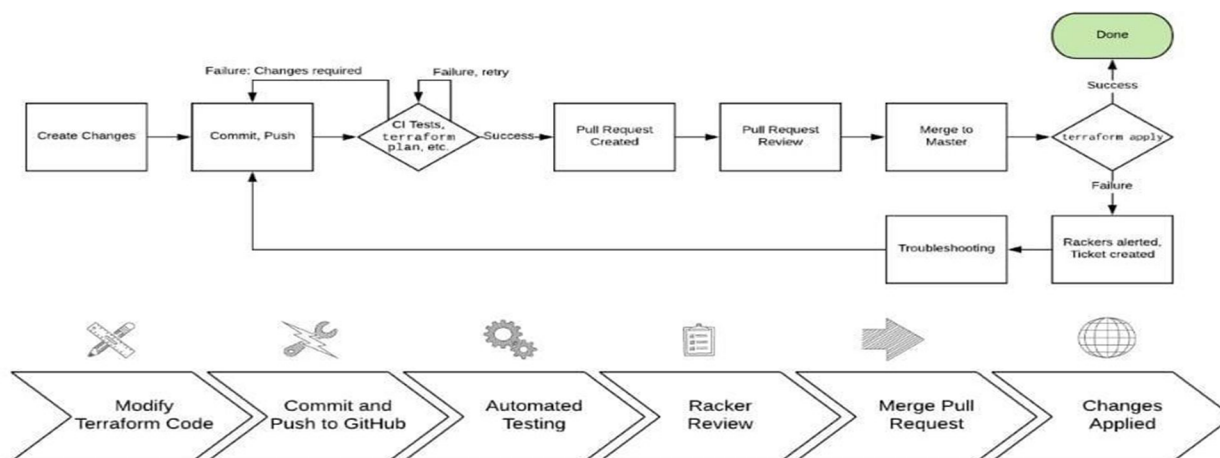 Done
Failure: Changes required
Failure, retry
Success
Create Changes
Commit, Push
CI Tests,
terraform
plan, etc.
Success
Pull Request
Created
Pull Request
Review
Merge to
Master
terraform apply
Failure
Troubleshooting
Rackers alerted,
Ticket created
Modify
Terraform Code
Commit and
Push to GitHub
Automated
Testing
Racker
Review
Merge Pull
Request
Changes
Applied